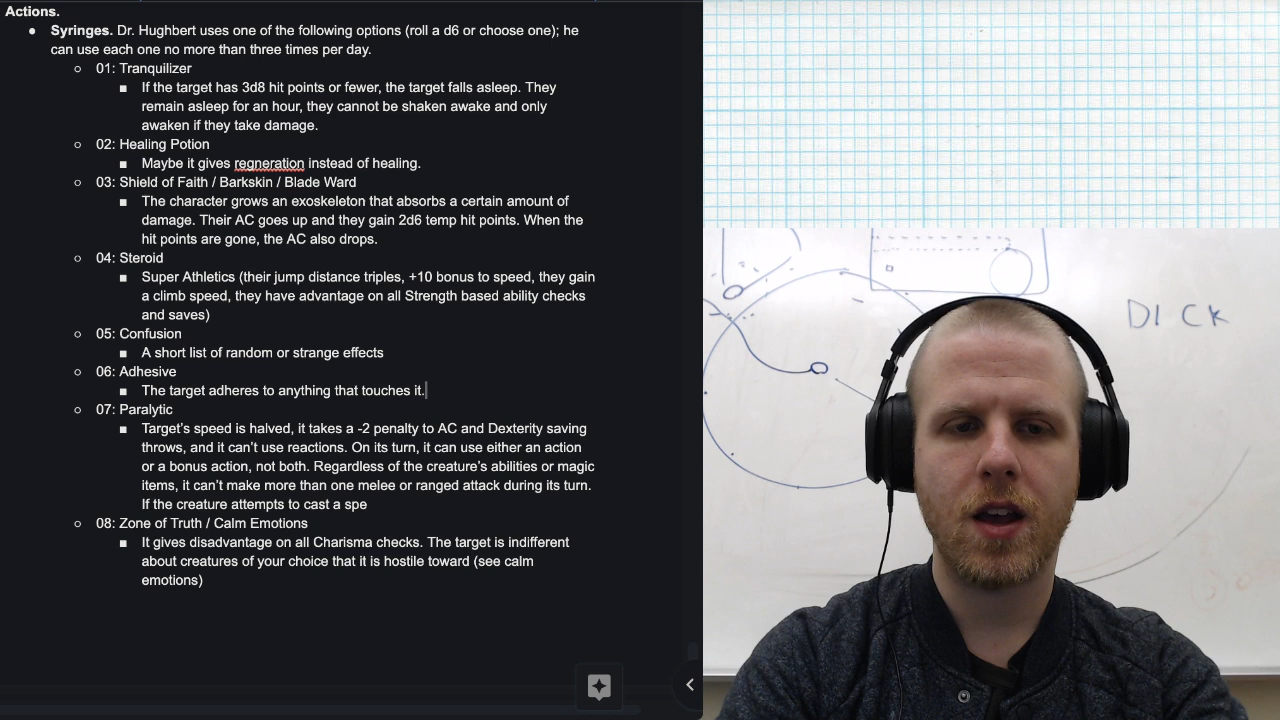 Actions.
● Syringes. Dr. Hughbert uses one of the following options (roll a d6 or choose one); he
can use each one no more than three times per day.
○ 01: Tranquilizer
■ If the target has 3d8 hit points or fewer, the target falls asleep. They
remain asleep for an hour, they cannot be shaken awake and only
awaken if they take damage.
○ 02: Healing Potion
■ Maybe it gives regneration instead of healing.
○ 03: Shield of Faith / Barkskin / Blade Ward
■ The character grows an exoskeleton that absorbs a certain amount of
damage. Their AC goes up and they gain 2d6 temp hit points. When the
hit points are gone, the AC also drops.
○ 04: Steroid
■ Super Athletics (their jump distance triples, +10 bonus to speed, they gain
a climb speed, they have advantage on all Strength based ability checks
and saves)
○ 05: Confusion
■ A short list of random or strange effects
○ 06: Adhesive
■ The target adheres to anything that touches it.
○ 07: Paralytic
■ Target's speed is halved, it takes a -2 penalty to AC and Dexterity saving
throws, and it can't use reactions. On its turn, it can use either an action
or a bonus action, not both. Regardless of the creature's abilities or magic
items, it can't make more than one melee or ranged attack during its turn.
If the creature attempts to cast a spe
○ 08: Zone of Truth / Calm Emotions
■ It gives disadvantage on all Charisma checks. The target is indifferent
about creatures of your choice that it is hostile toward (see calm
emotions)
DICK